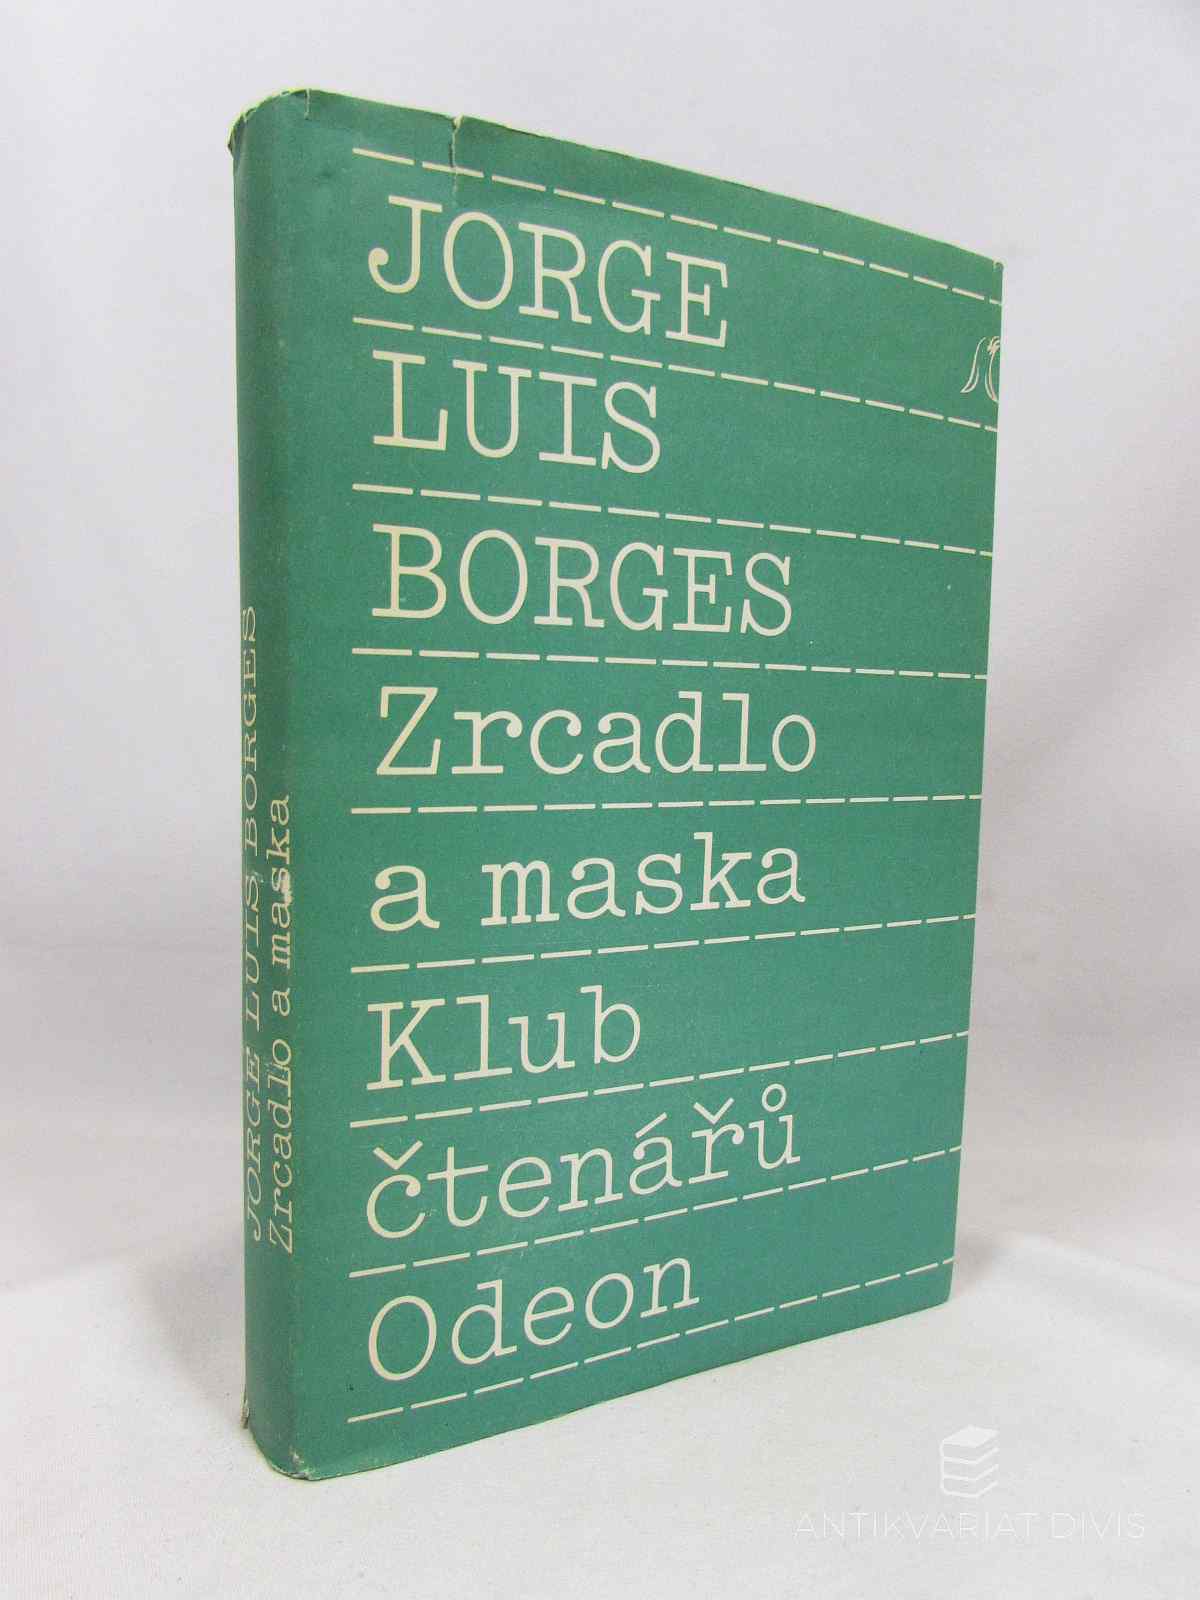 JORGE
LUIS
BORGES
Zrcadlo
a maska
Klub
čtenářů
Odeon
JORGE LUIS BORGES
Zrcadlo a maska
ANTIKVARIAT DIVIS